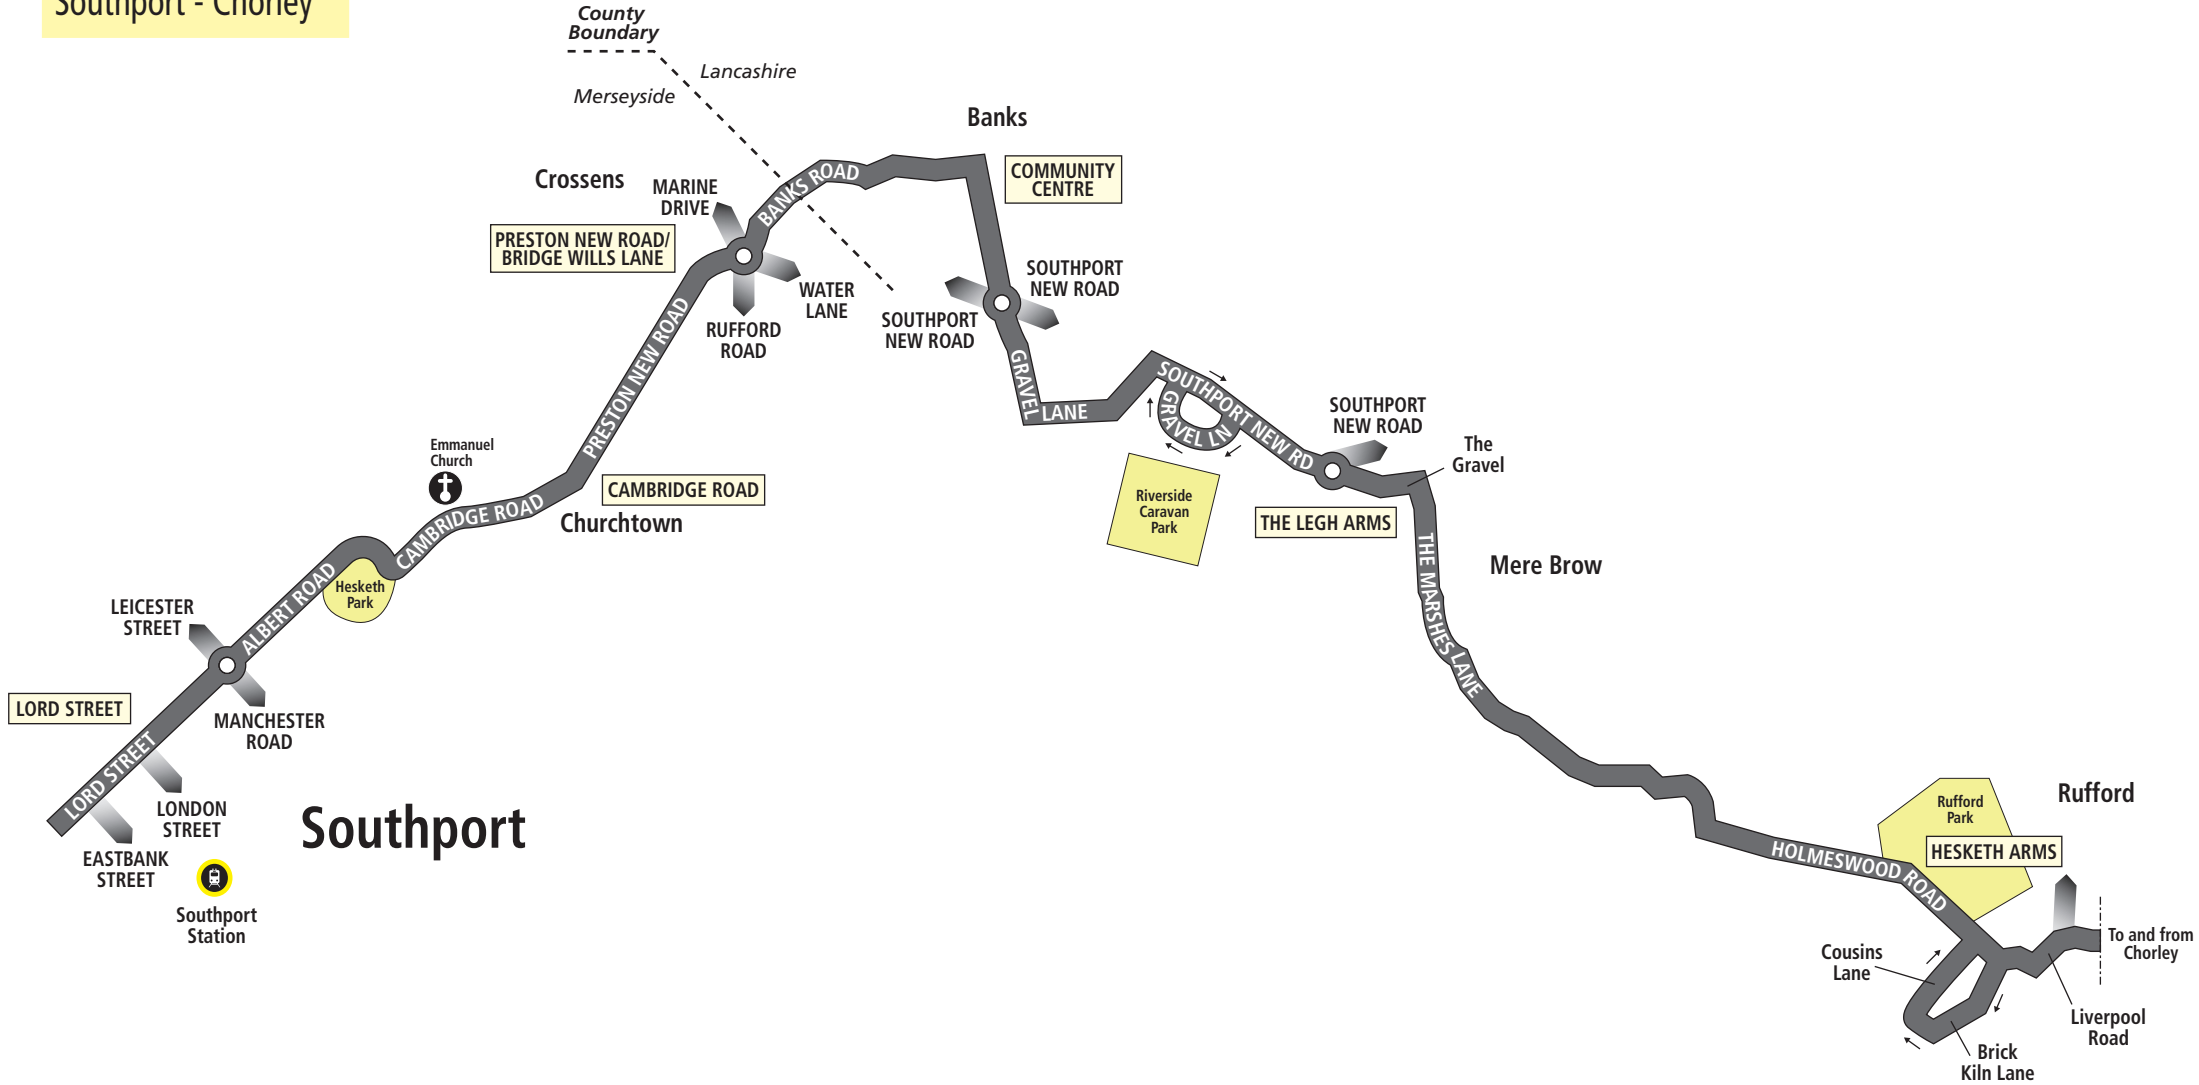 Southport - Chorley
County
Boundary
Lancashire
Merseyside
Banks
COMMUNITY
CENTRE
Crossens
MARINE
DRIVE
BANKS ROAD
PRESTON NEW ROAD/
BRIDGE WILLS LANE
WATER
LANE
RUFFORD
ROAD
SOUTHPORT
NEW ROAD
SOUTHPORT
NEW ROAD
GRAVEL
LANE
SOUTHPORT NEW RD
GRAVEL LN
SOUTHPORT
NEW ROAD
The
Gravel
Riverside
Caravan
Park
THE LEGH ARMS
Mere Brow
THE MARSHES LANE
PRESTON NEW ROAD
Emmanuel
Church
CAMBRIDGE ROAD
CAMBRIDGE ROAD
Churchtown
Hesketh
Park
ALBERT ROAD
LEICESTER
STREET
LORD STREET
MANCHESTER
ROAD
LORD STREET
LONDON
STREET
EASTBANK
STREET
Southport
Southport
Station
Rufford
Park
Rufford
HESKETH ARMS
HOLMESWOOD ROAD
To and from
Chorley
Cousins
Lane
Liverpool
Road
Brick
Kiln Lane